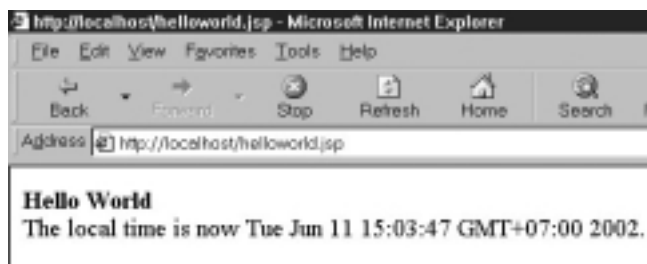 http://localhost/helloworld.jsp - Microsoft Internet Explorer
File Edit View Favorites Tools Help
Back Forward Stop Refresh Home Search
Address http://localhost/helloworld.jsp
Hello World
The local time is now Tue Jun 11 15:03:47 GMT+07:00 2002.